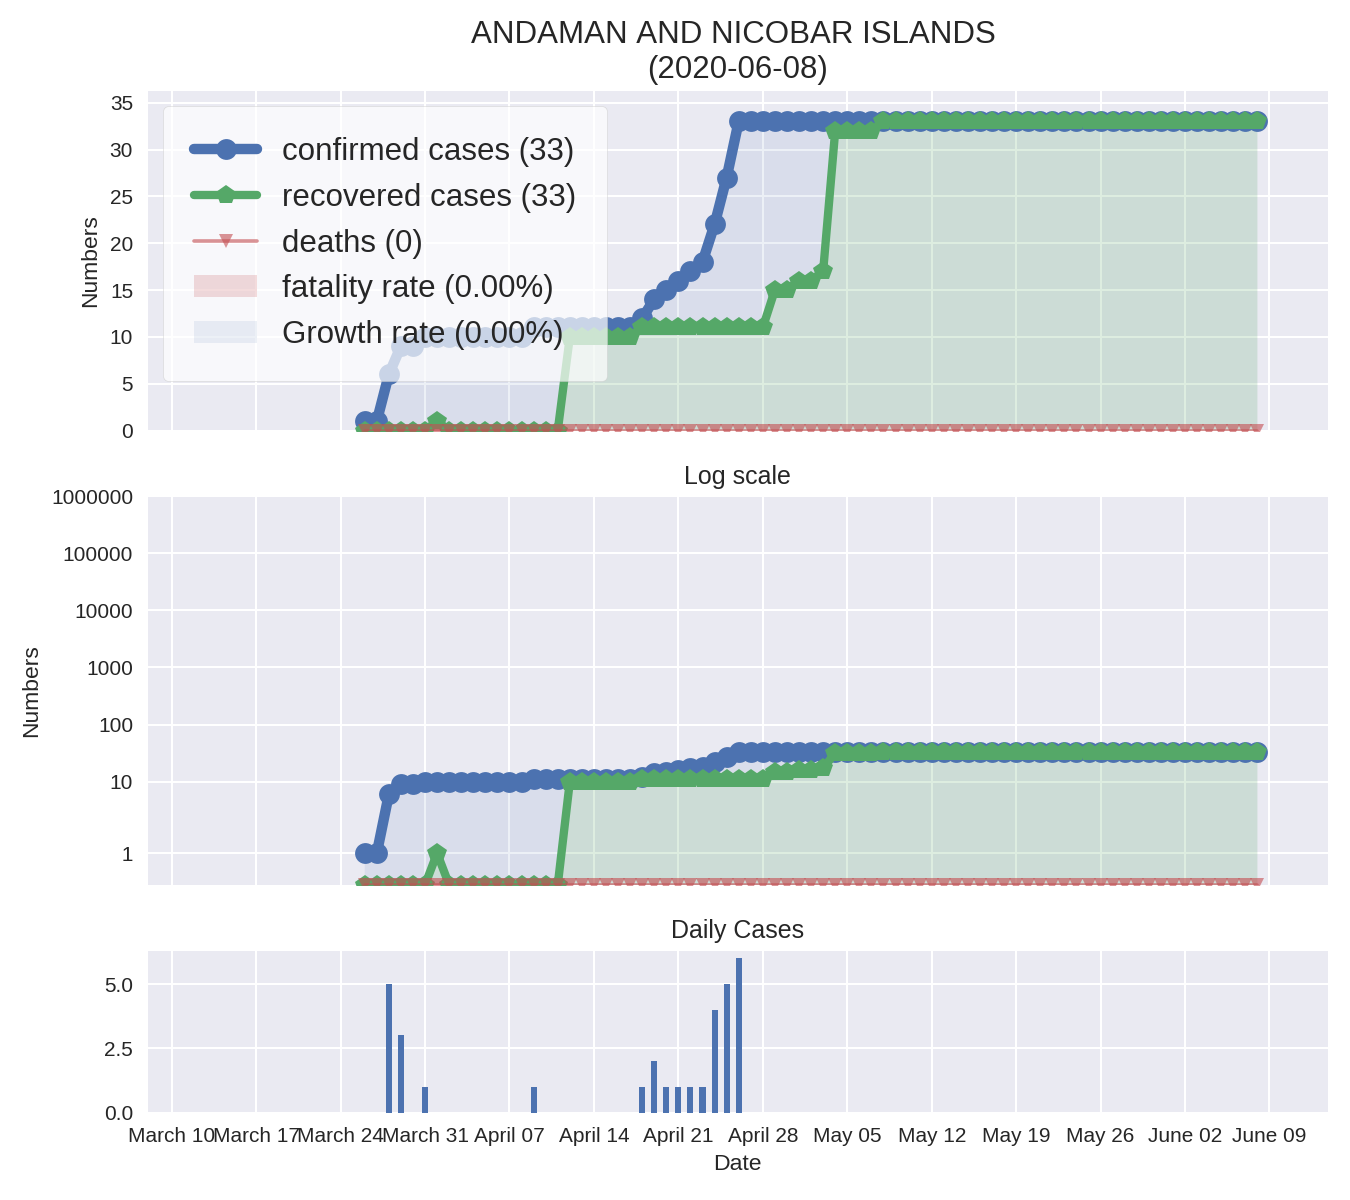 ANDAMAN AND NICOBAR ISLANDS
(2020-06-08)
35
30
25
20
15
10
5
0
Numbers
confirmed cases (33)
recovered cases (33)
deaths (0)
fatality rate (0.00%)
Growth rate (0.00%)
Log scale
1000000
100000
10000
1000
100
10
1
Numbers
Daily Cases
5.0
2.5
0.0
March 10 March 17 March 24 March 31 April 07 April 14 April 21 April 28 May 05 May 12 May 19 May 26 June 02 June 09
Date